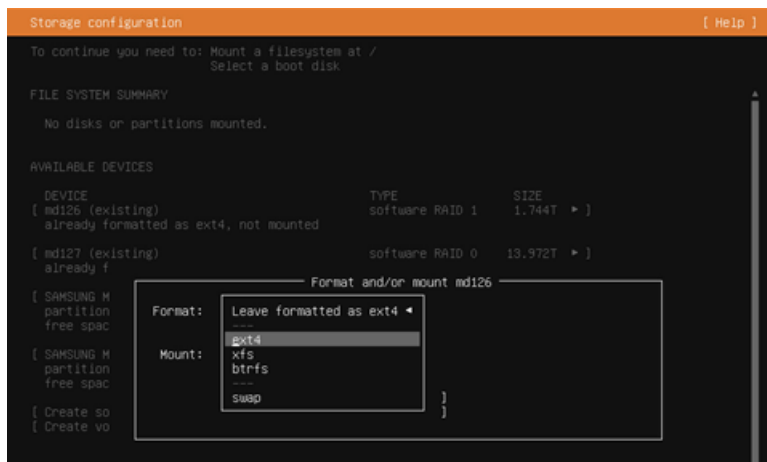 Storage configuration [ Help ]
To continue you need to: Mount a filesystem at /
Select a boot disk
FILE SYSTEM SUMMARY
No disks or partitions mounted.
AVAILABLE DEVICES
DEVICE TYPE SIZE
[ md126 (existing) software RAID 1 1.744T ▸ ]
already formatted as ext4, not mounted
[ md127 (existing) software RAID 0 13.972T ▸ ]
already f
Format and/or mount md126
[ SAMSUNG M
partition
free spac
Format: Leave formatted as ext4 ◂
---
ext4
[ SAMSUNG M
partition
free spac
Mount: xfs
btrfs
---
swap ]
[ Create so ]
[ Create vo